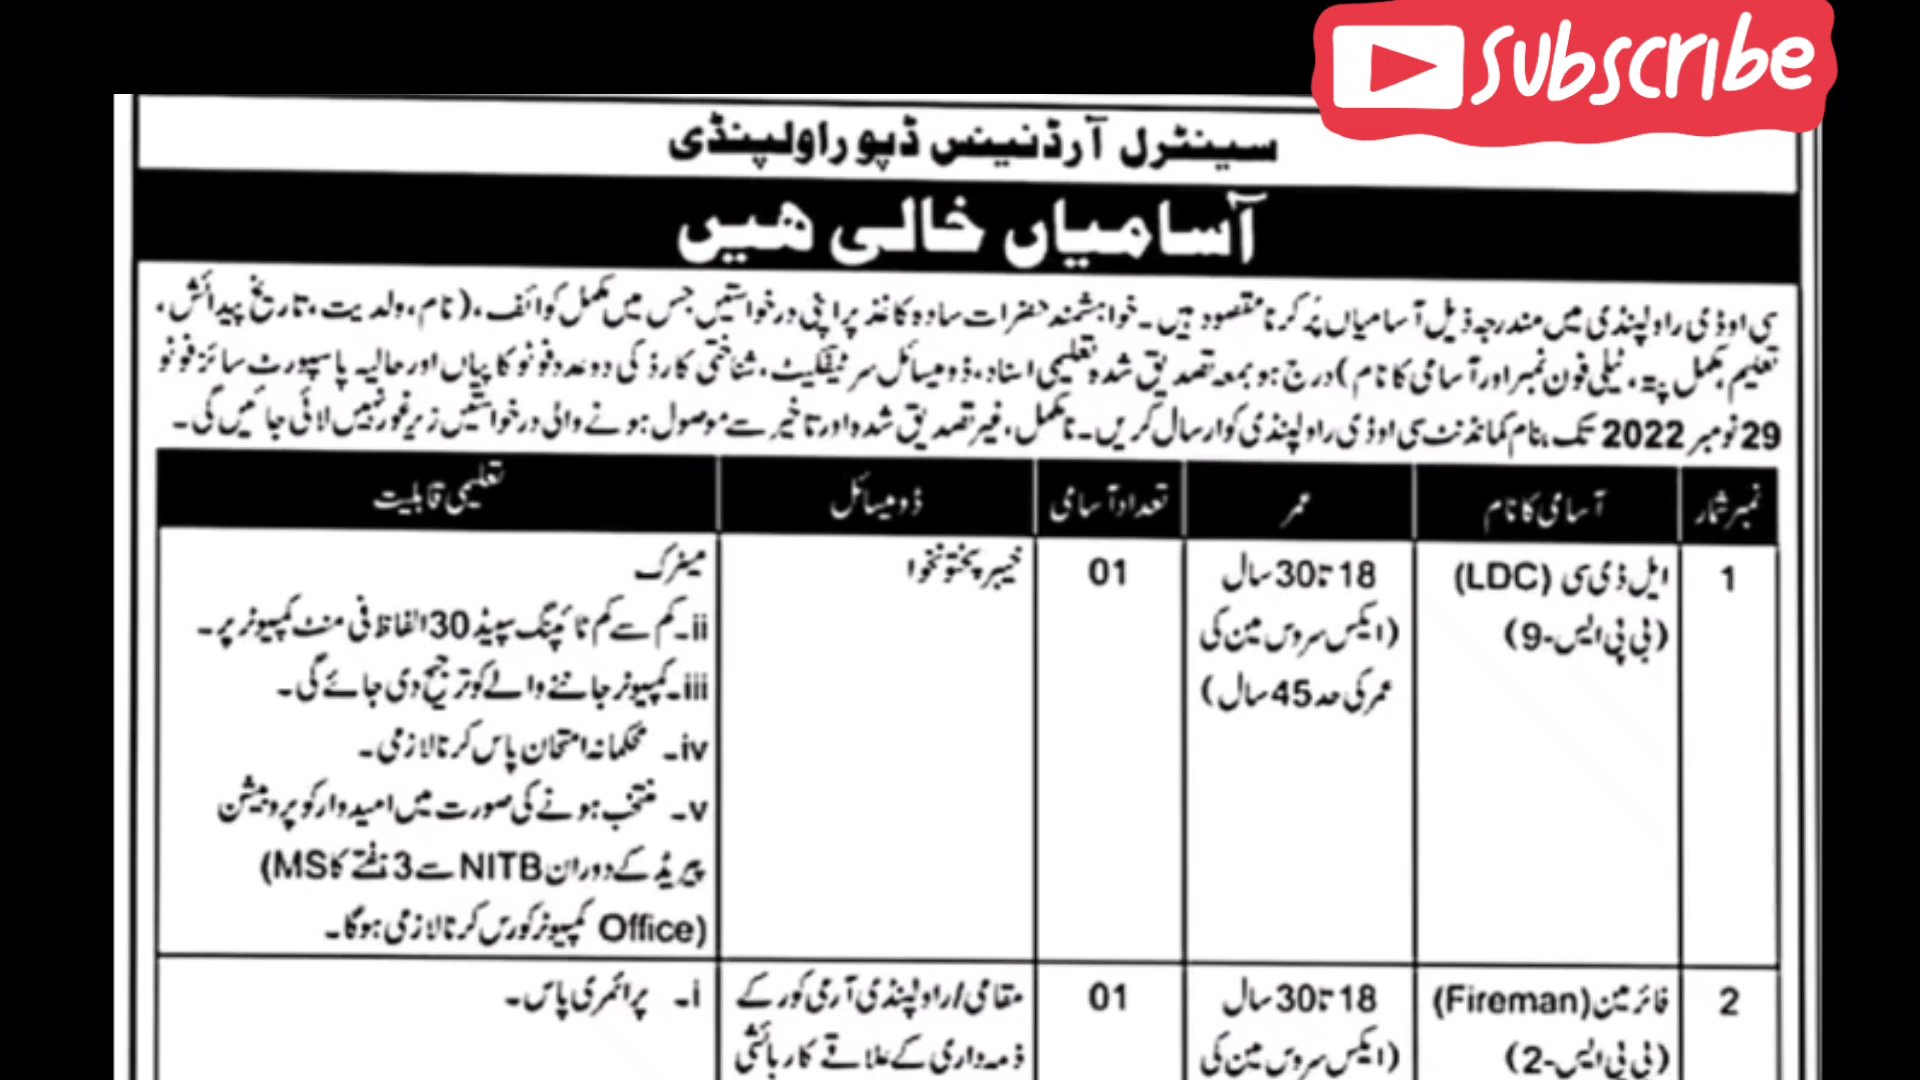 Subscribe
سینٹرل آرڈنینس ڈپو راولپنڈی
آسامیاں خالی ھیں
سی او ڈی راولپنڈی میں مندرجہ ذیل آسامیاں پُر کرنا مقصود ہیں۔ خواہشمند حضرات سادہ کاغذ پر اپنی درخواستیں جس میں مکمل کوائف، (نام، ولدیت، تاریخ پیدائش،
تعلیم، مکمل پتہ، ٹیلی فون نمبر اور آسامی کا نام) درج ہو بمعہ تصدیق شدہ تعلیمی اسناد، ڈومیسائل سرٹیفکیٹ، شناختی کارڈ کی دو عدد فوٹو کاپیاں اور حالیہ پاسپورٹ سائز فوٹو
29 نومبر 2022 تک بنام کمانڈنٹ سی او ڈی راولپنڈی کو ارسال کریں۔ نامکمل، غیر تصدیق شدہ اور تاخیر سے موصول ہونے والی درخواستیں زیر غور نہیں لائی جائیں گی۔
نمبر شمار آسامی کا نام عمر تعداد آسامی ڈومیسائل تعلیمی قابلیت
1 ایل ڈی سی (LDC) 18 تا 30 سال 01 خیبر پختونخوا میٹرک
(بی پی ایس-9) (ایکس سروس مین کی ii۔ کم سے کم ٹائپنگ سپیڈ 30 الفاظ فی منٹ کمپیوٹر پر۔
عمر کی حد 45 سال) iii۔ کمپیوٹر جاننے والے کو ترجیح دی جائے گی۔
iv۔ محکمانہ امتحان پاس کرنا لازمی۔
v۔ منتخب ہونے کی صورت میں امیدوار کو پروبیشن
پیریڈ کے دوران NITB سے 3 ہفتے کا MS)
(Office کمپیوٹر کورس کرنا لازمی ہوگا۔
2 فائر مین (Fireman) 18 تا 30 سال 01 مقامی/راولپنڈی آرمی کور کے i۔ پرائمری پاس۔
(بی پی ایس-2) (ایکس سروس مین کی ذمہ داری کے علاقے کا رہائشی